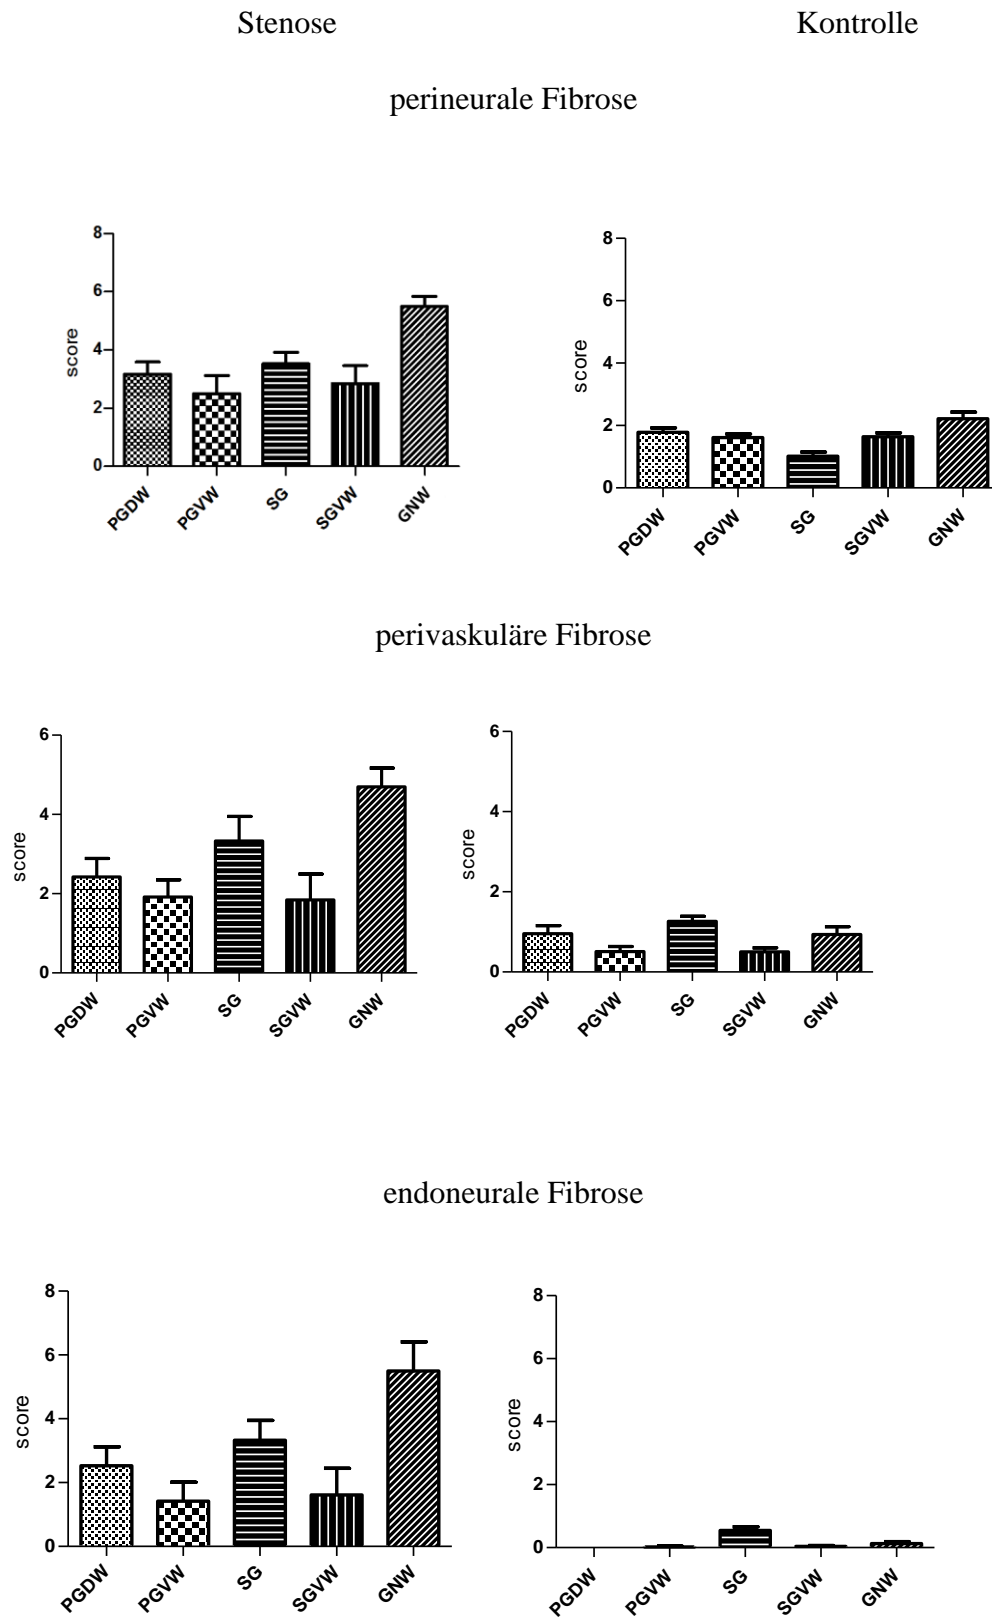 Stenose Kontrolle
perineurale Fibrose
8
6
4
2
0
score
PGDW PGVW SG SGVW GNW
8
6
4
2
0
score
PGDW PGVW SG SGVW GNW
perivaskuläre Fibrose
6
4
2
0
score
PGDW PGVW SG SGVW GNW
6
4
2
0
score
PGDW PGVW SG SGVW GNW
endoneurale Fibrose
8
6
4
2
0
score
PGDW PGVW SG SGVW GNW
8
6
4
2
0
score
PGDW PGVW SG SGVW GNW